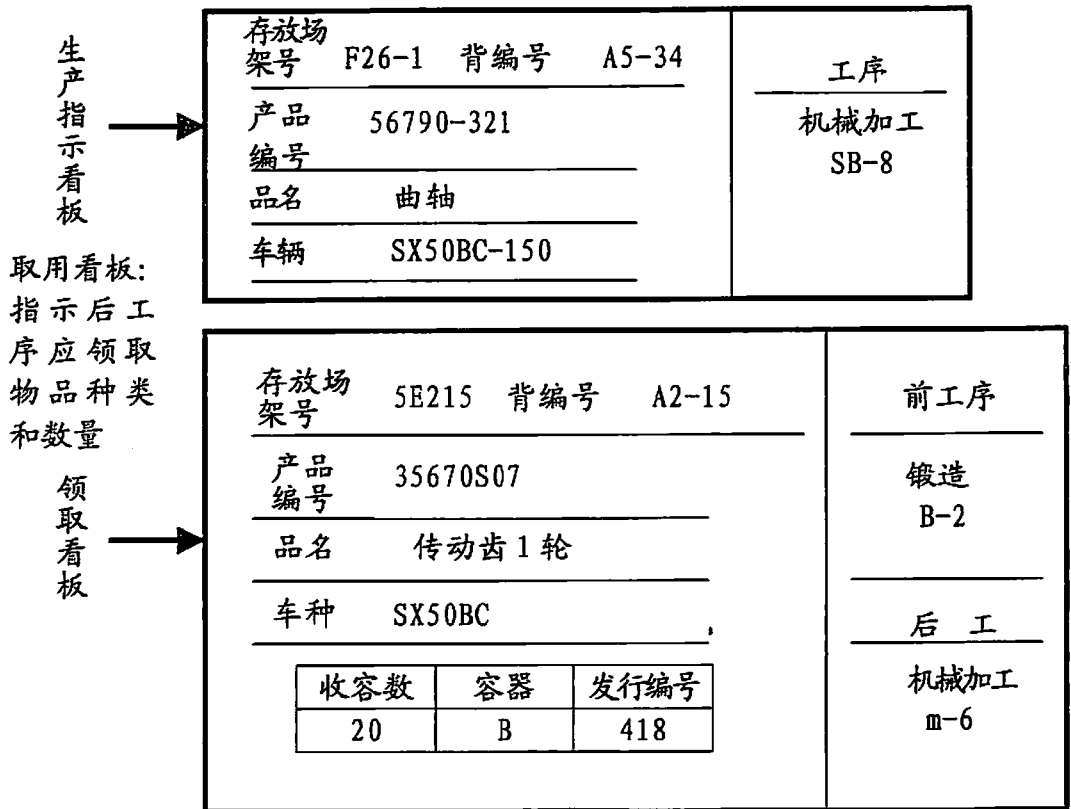 生产指示看板
存放场
架号 F26-1 背编号 A5-34
产品
编号 56790-321
品名 曲轴
车辆 SX50BC-150
工序
机械加工
SB-8
取用看板:
指示后工
序应领取
物品种类
和数量
领取看板
存放场
架号 5E215 背编号 A2-15
产品
编号 35670S07
品名 传动齿1轮
车种 SX50BC
收容数 容器 发行编号
20 B 418
前工序
锻造
B-2
后 工
机械加工
m-6